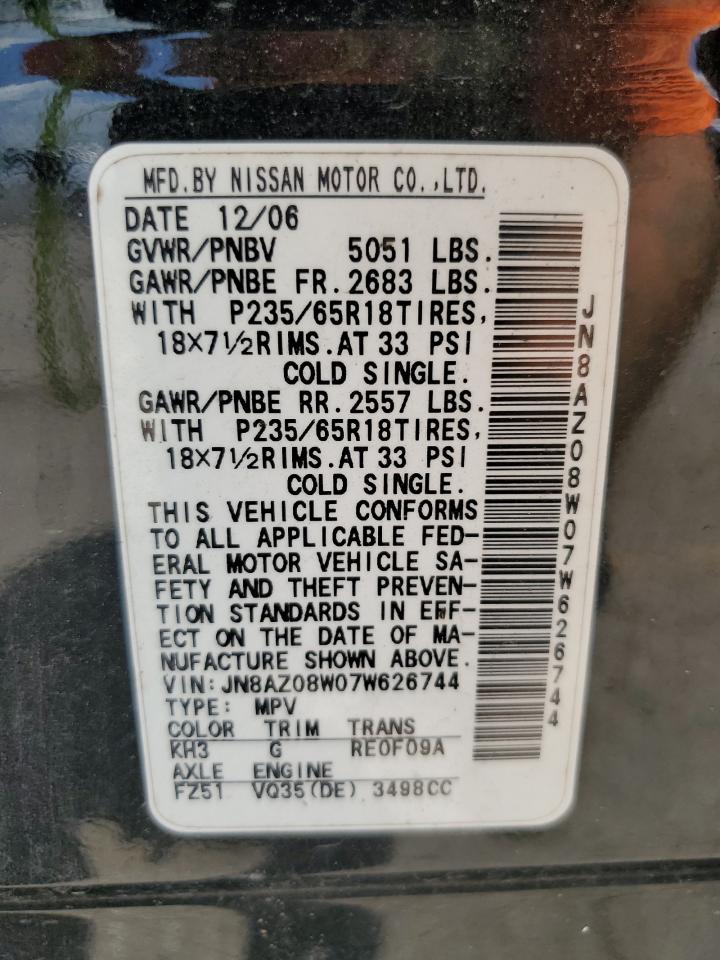 MFD.BY NISSAN MOTOR CO.,LTD.
DATE 12/06
GVWR/PNBV 5051 LBS.
GAWR/PNBE FR.2683 LBS.
WITH P235/65R18TIRES,
18×7½RIMS.AT 33 PSI
COLD SINGLE.
GAWR/PNBE RR.2557 LBS.
WITH P235/65R18TIRES,
18×7½RIMS.AT 33 PSI
COLD SINGLE.
THIS VEHICLE CONFORMS
TO ALL APPLICABLE FED-
ERAL MOTOR VEHICLE SA-
FETY AND THEFT PREVEN-
TION STANDARDS IN EFF-
ECT ON THE DATE OF MA-
NUFACTURE SHOWN ABOVE.
VIN:JN8AZ08W07W626744
TYPE: MPV
COLOR TRIM TRANS
KH3 G RE0F09A
AXLE ENGINE
FZ51 VQ35(DE) 3498CC
JN8AZ08W07W626744